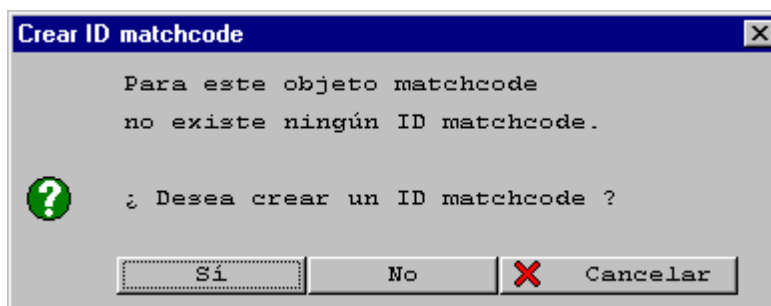 Crear ID matchcode
Para este objeto matchcode
no existe ningún ID matchcode.
¿ Desea crear un ID matchcode ?
Sí No Cancelar